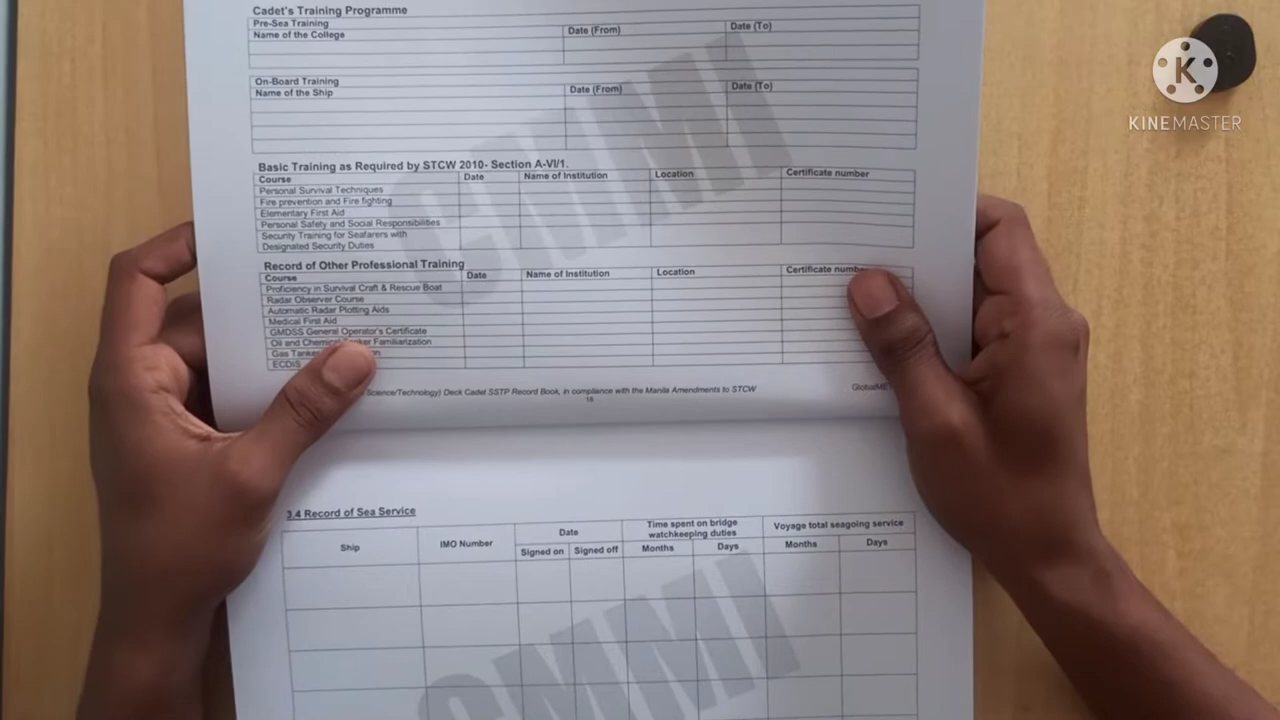 Cadet's Training Programme
Pre-Sea Training
Name of the College Date (From) Date (To)
On-Board Training
Name of the Ship Date (From) Date (To)
Basic Training as Required by STCW 2010- Section A-VI/1.
Course Date Name of Institution Location Certificate number
Personal Survival Techniques
Fire prevention and Fire fighting
Elementary First Aid
Personal Safety and Social Responsibilities
Security Training for Seafarers with
Designated Security Duties
Record of Other Professional Training
Course Date Name of Institution Location Certificate
Proficiency in Survival Craft & Rescue Boat
Radar Observer Course
Automatic Radar Plotting Aids
Medical First Aid
GMDSS General Operator's Certificate
Oil and Familiarization
Gas
ECDIS
Science/Technology) Deck Cadet SSTP Record Book, in compliance with the Manila Amendments to STCW
3.4 Record of Sea Service
Ship IMO Number Date Time spent on bridge watchkeeping duties Voyage total seagoing service
Signed on Signed off Months Days Months Days
K
KINEMASTER